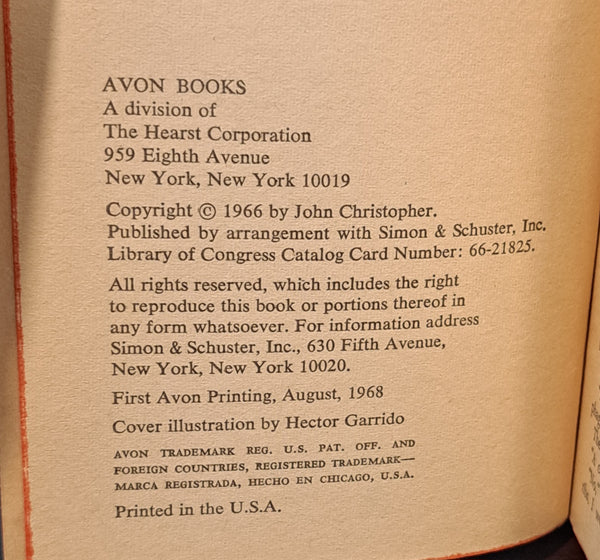 AVON BOOKS
A division of
The Hearst Corporation
959 Eighth Avenue
New York, New York 10019
Copyright © 1966 by John Christopher.
Published by arrangement with Simon & Schuster, Inc.
Library of Congress Catalog Card Number: 66-21825.
All rights reserved, which includes the right
to reproduce this book or portions thereof in
any form whatsoever. For information address
Simon & Schuster, Inc., 630 Fifth Avenue,
New York, New York 10020.
First Avon Printing, August, 1968
Cover illustration by Hector Garrido
AVON TRADEMARK REG. U.S. PAT. OFF. AND
FOREIGN COUNTRIES, REGISTERED TRADEMARK—
MARCA REGISTRADA, HECHO EN CHICAGO, U.S.A.
Printed in the U.S.A.